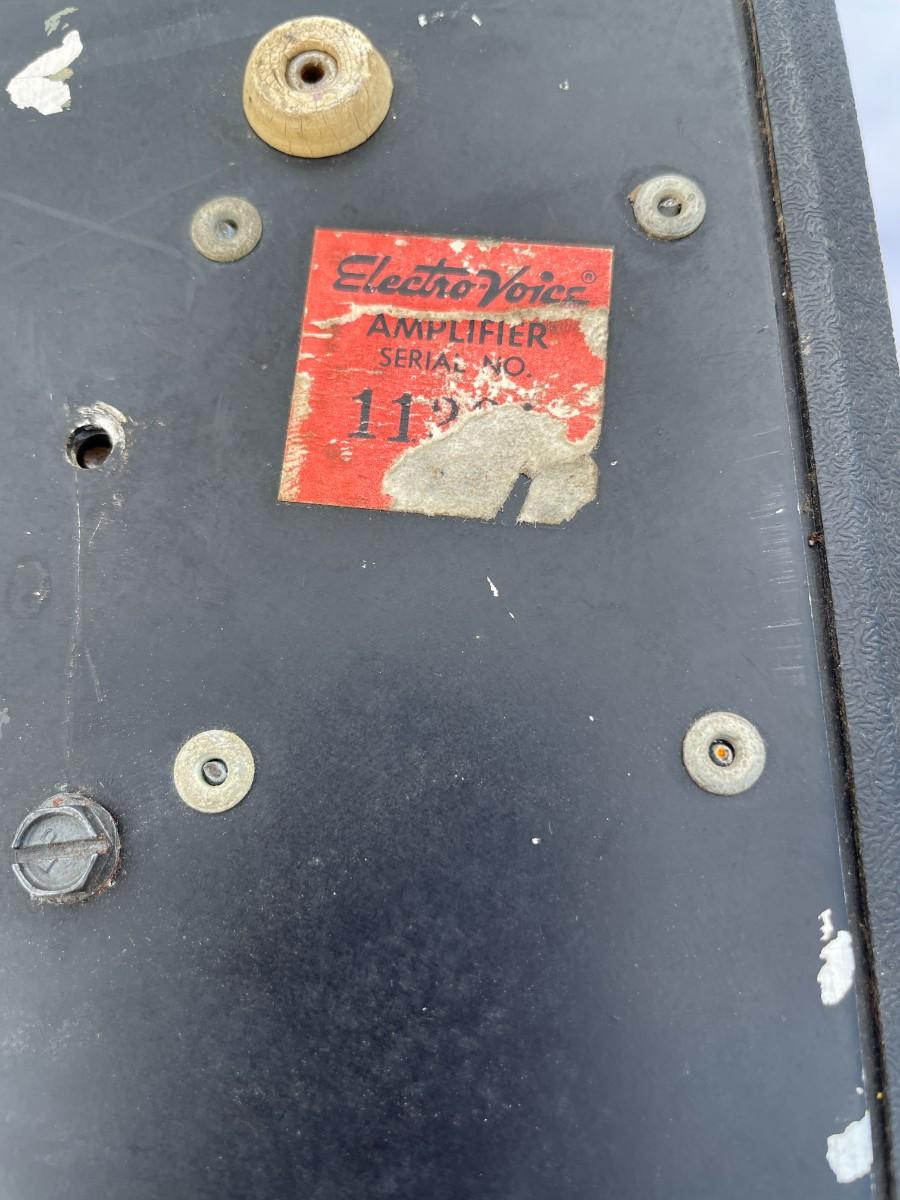 Electro-Voice®
AMPLIFIER
SERIAL NO.